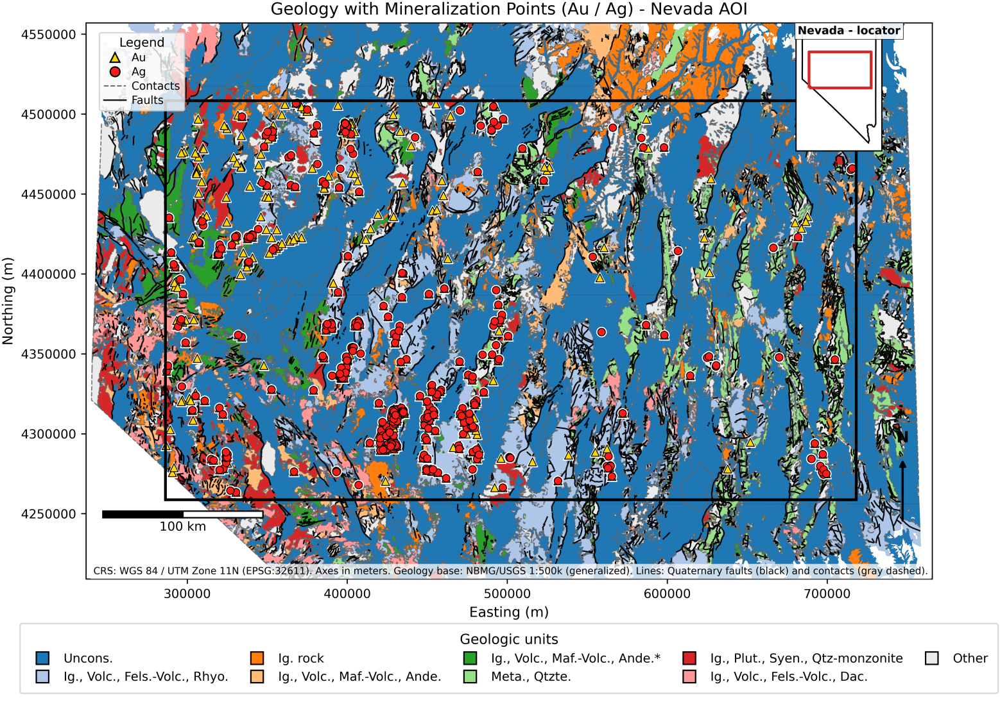 Geology with Mineralization Points (Au / Ag) - Nevada AOI
Nevada - locator
Legend
Au
Ag
Contacts
Faults
4550000
4500000
4450000
4400000
4350000
4300000
4250000
Northing (m)
N
100 km
CRS: WGS 84 / UTM Zone 11N (EPSG:32611). Axes in meters. Geology base: NBMG/USGS 1:500k (generalized). Lines: Quaternary faults (black) and contacts (gray dashed).
300000 400000 500000 600000 700000
Easting (m)
Geologic units
Uncons. Ig. rock Ig., Volc., Maf.-Volc., Ande.* Ig., Plut., Syen., Qtz-monzonite Other
Ig., Volc., Fels.-Volc., Rhyo. Ig., Volc., Maf.-Volc., Ande. Meta., Qtzte. Ig., Volc., Fels.-Volc., Dac.